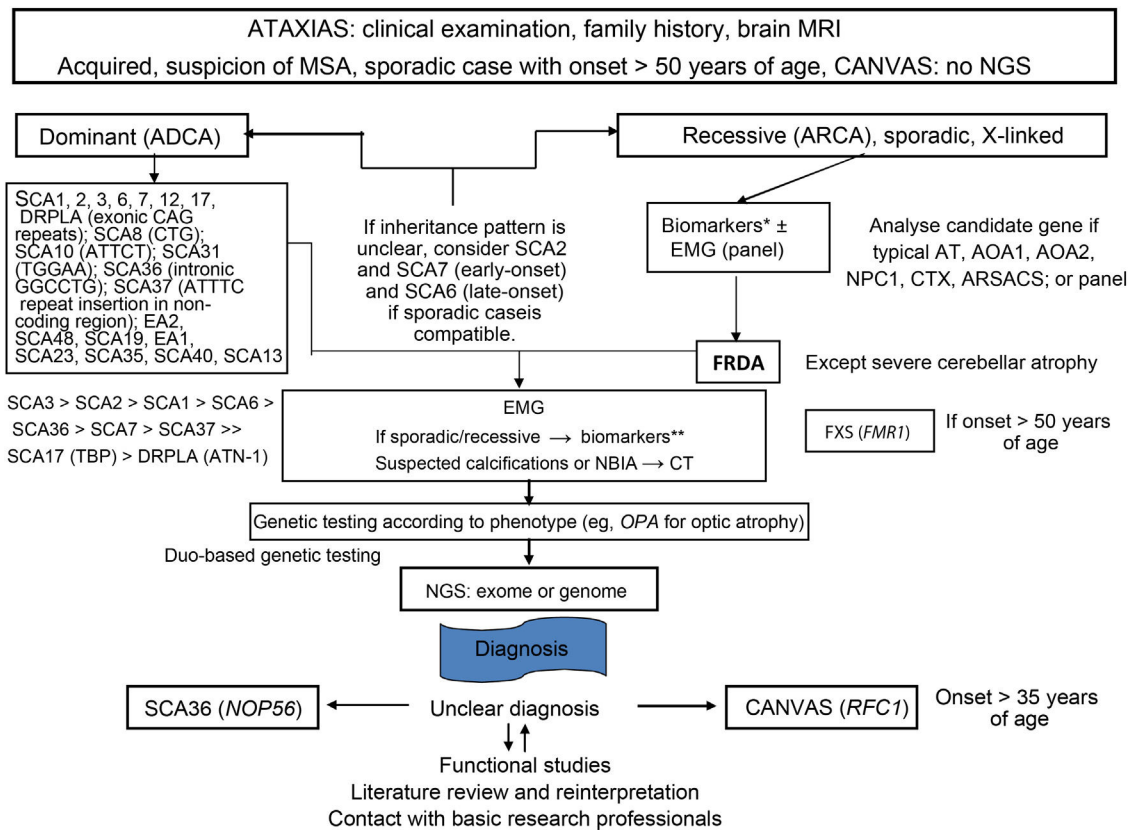 ATAXIAS: clinical examination, family history, brain MRI
Acquired, suspicion of MSA, sporadic case with onset > 50 years of age, CANVAS: no NGS
Dominant (ADCA)
Recessive (ARCA), sporadic, X-linked
SCA1, 2, 3, 6, 7, 12, 17,
DRPLA (exonic CAG
repeats); SCA8 (CTG);
SCA10 (ATTCT); SCA31
(TGGAA); SCA36 (intronic
GGCCTG); SCA37 (ATTTC
repeat insertion in non-
coding region); EA2,
SCA48, SCA19, EA1,
SCA23, SCA35, SCA40, SCA13
If inheritance pattern is
unclear, consider SCA2
and SCA7 (early-onset)
and SCA6 (late-onset)
if sporadic caseis
compatible.
Biomarkers* ±
EMG (panel)
Analyse candidate gene if
typical AT, AOA1, AOA2,
NPC1, CTX, ARSACS; or panel
FRDA
Except severe cerebellar atrophy
SCA3 > SCA2 > SCA1 > SCA6 >
SCA36 > SCA7 > SCA37 >>
SCA17 (TBP) > DRPLA (ATN-1)
EMG
If sporadic/recessive → biomarkers**
Suspected calcifications or NBIA → CT
FXS (FMR1)
If onset > 50 years
of age
Genetic testing according to phenotype (eg, OPA for optic atrophy)
Duo-based genetic testing
NGS: exome or genome
Diagnosis
SCA36 (NOP56)
Unclear diagnosis
CANVAS (RFC1)
Onset > 35 years
of age
Functional studies
Literature review and reinterpretation
Contact with basic research professionals